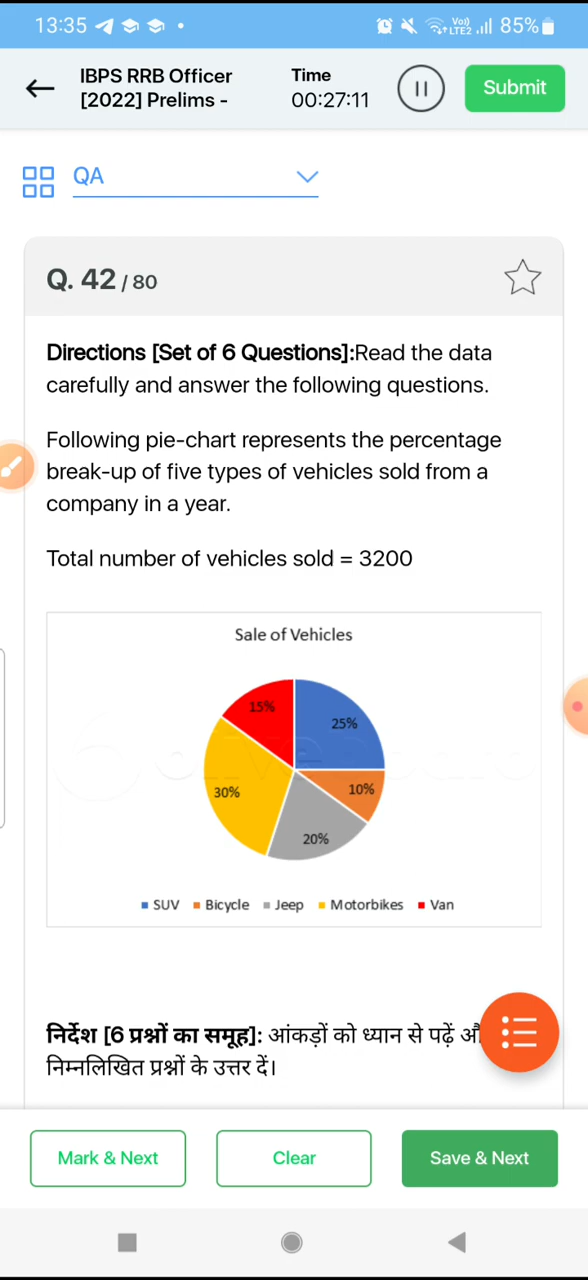 13:35 Vo)) LTE2 85%
IBPS RRB Officer
[2022] Prelims -
Time
00:27:11
Submit
QA
Q. 42 / 80
Directions [Set of 6 Questions]:Read the data
carefully and answer the following questions.
Following pie-chart represents the percentage
break-up of five types of vehicles sold from a
company in a year.
Total number of vehicles sold = 3200
Sale of Vehicles
15%
25%
30%
10%
20%
SUV Bicycle Jeep Motorbikes Van
निर्देश [6 प्रश्नों का समूह]: आंकड़ों को ध्यान से पढ़ें
निम्नलिखित प्रश्नों के उत्तर दें।
Mark & Next
Clear
Save & Next